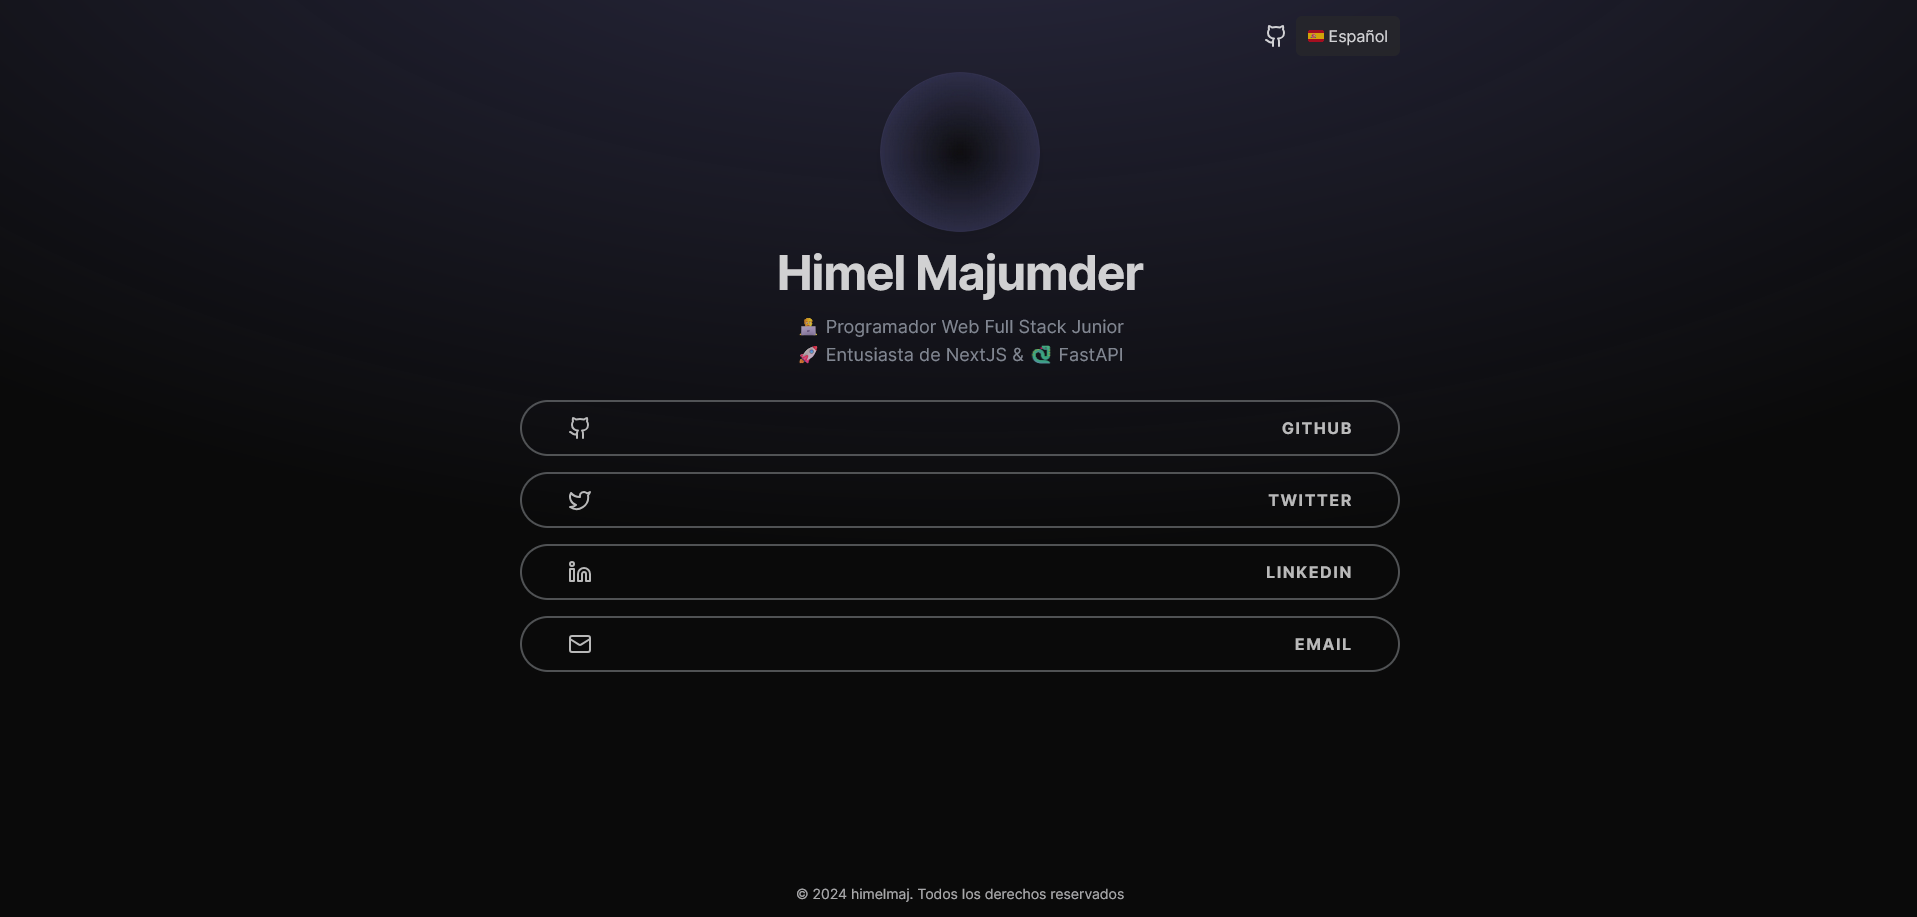 Español
Himel Majumder
Programador Web Full Stack Junior
Entusiasta de NextJS & FastAPI
GITHUB
TWITTER
LINKEDIN
EMAIL
© 2024 himelmaj. Todos los derechos reservados